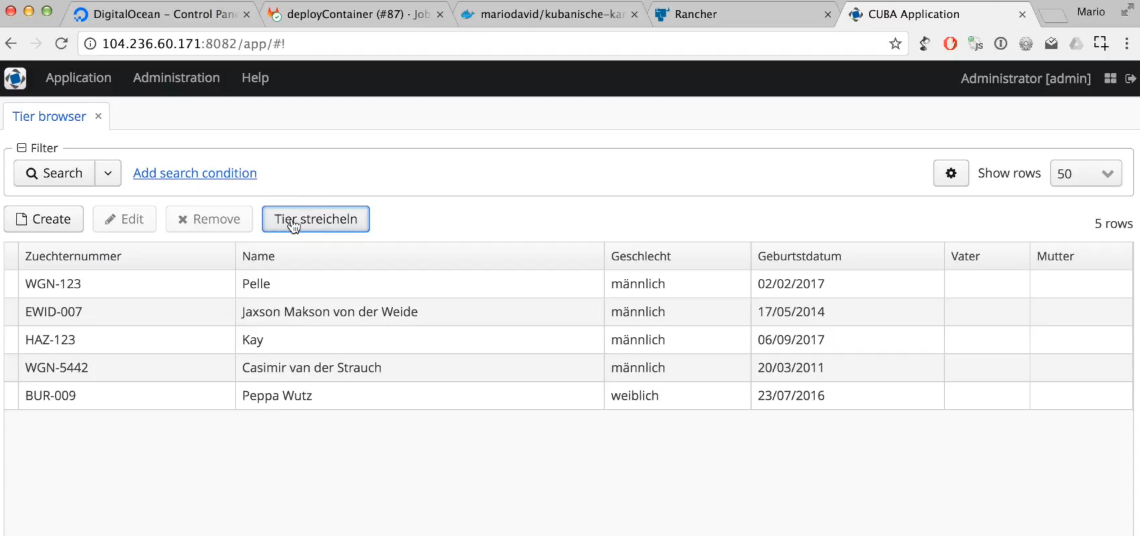 DigitalOcean – Control Pan
deployContainer (#87) · Job
mariodavid/kubanische-kar
Rancher
CUBA Application
Mario
104.236.60.171:8082/app/#!
Application Administration Help Administrator [admin]
Tier browser
Filter
Search Add search condition Show rows 50
Create Edit Remove Tier streicheln
5 rows
Zuechternummer Name Geschlecht Geburtstdatum Vater Mutter
WGN-123 Pelle männlich 02/02/2017
EWID-007 Jaxson Makson von der Weide männlich 17/05/2014
HAZ-123 Kay männlich 06/09/2017
WGN-5442 Casimir van der Strauch männlich 20/03/2011
BUR-009 Peppa Wutz weiblich 23/07/2016